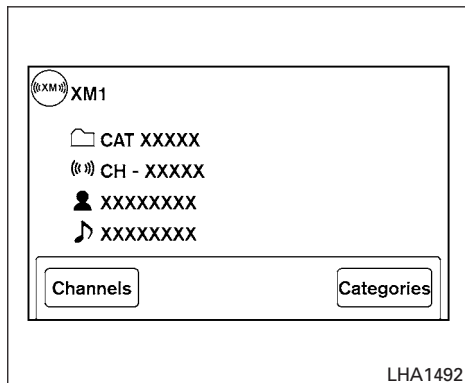 ((XM))
XM1
CAT XXXXX
CH - XXXXX
XXXXXXXX
XXXXXXXX
Channels Categories
LHA1492